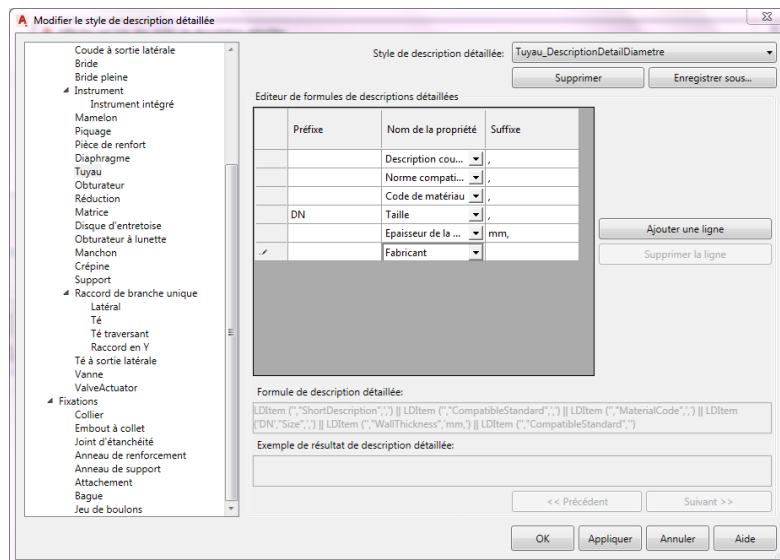 Modifier le style de description détaillée
Coude à sortie latérale
Bride
Bride pleine
Instrument
Instrument intégré
Mamelon
Piquage
Pièce de renfort
Diaphragme
Tuyau
Obturateur
Réduction
Matrice
Disque d'entretoise
Obturateur à lunette
Manchon
Crépine
Support
Raccord de branche unique
Latéral
Té
Té traversant
Raccord en Y
Té à sortie latérale
Vanne
ValveActuator
Fixations
Collier
Embout à collet
Joint d'étanchéité
Anneau de renforcement
Anneau de support
Attachement
Bague
Jeu de boulons
Style de description détaillée: Tuyau_DescriptionDetailDiametre
Supprimer Enregistrer sous...
Editeur de formules de descriptions détaillées
Préfixe Nom de la propriété Suffixe
Description cou... ,
Norme compati... ,
Code de matériau ,
DN Taille ,
Epaisseur de la ... mm,
Fabricant
Ajouter une ligne
Supprimer la ligne
Formule de description détaillée:
LDItem ('',"ShortDescription",',') || LDItem ('',"CompatibleStandard",',') || LDItem ('',"MaterialCode",',') || LDItem
('DN',"Size",',') || LDItem ('',"WallThickness",'mm,') || LDItem ('',"CompatibleStandard",'')
Exemple de résultat de description détaillée:
<< Précédent Suivant >>
OK Appliquer Annuler Aide